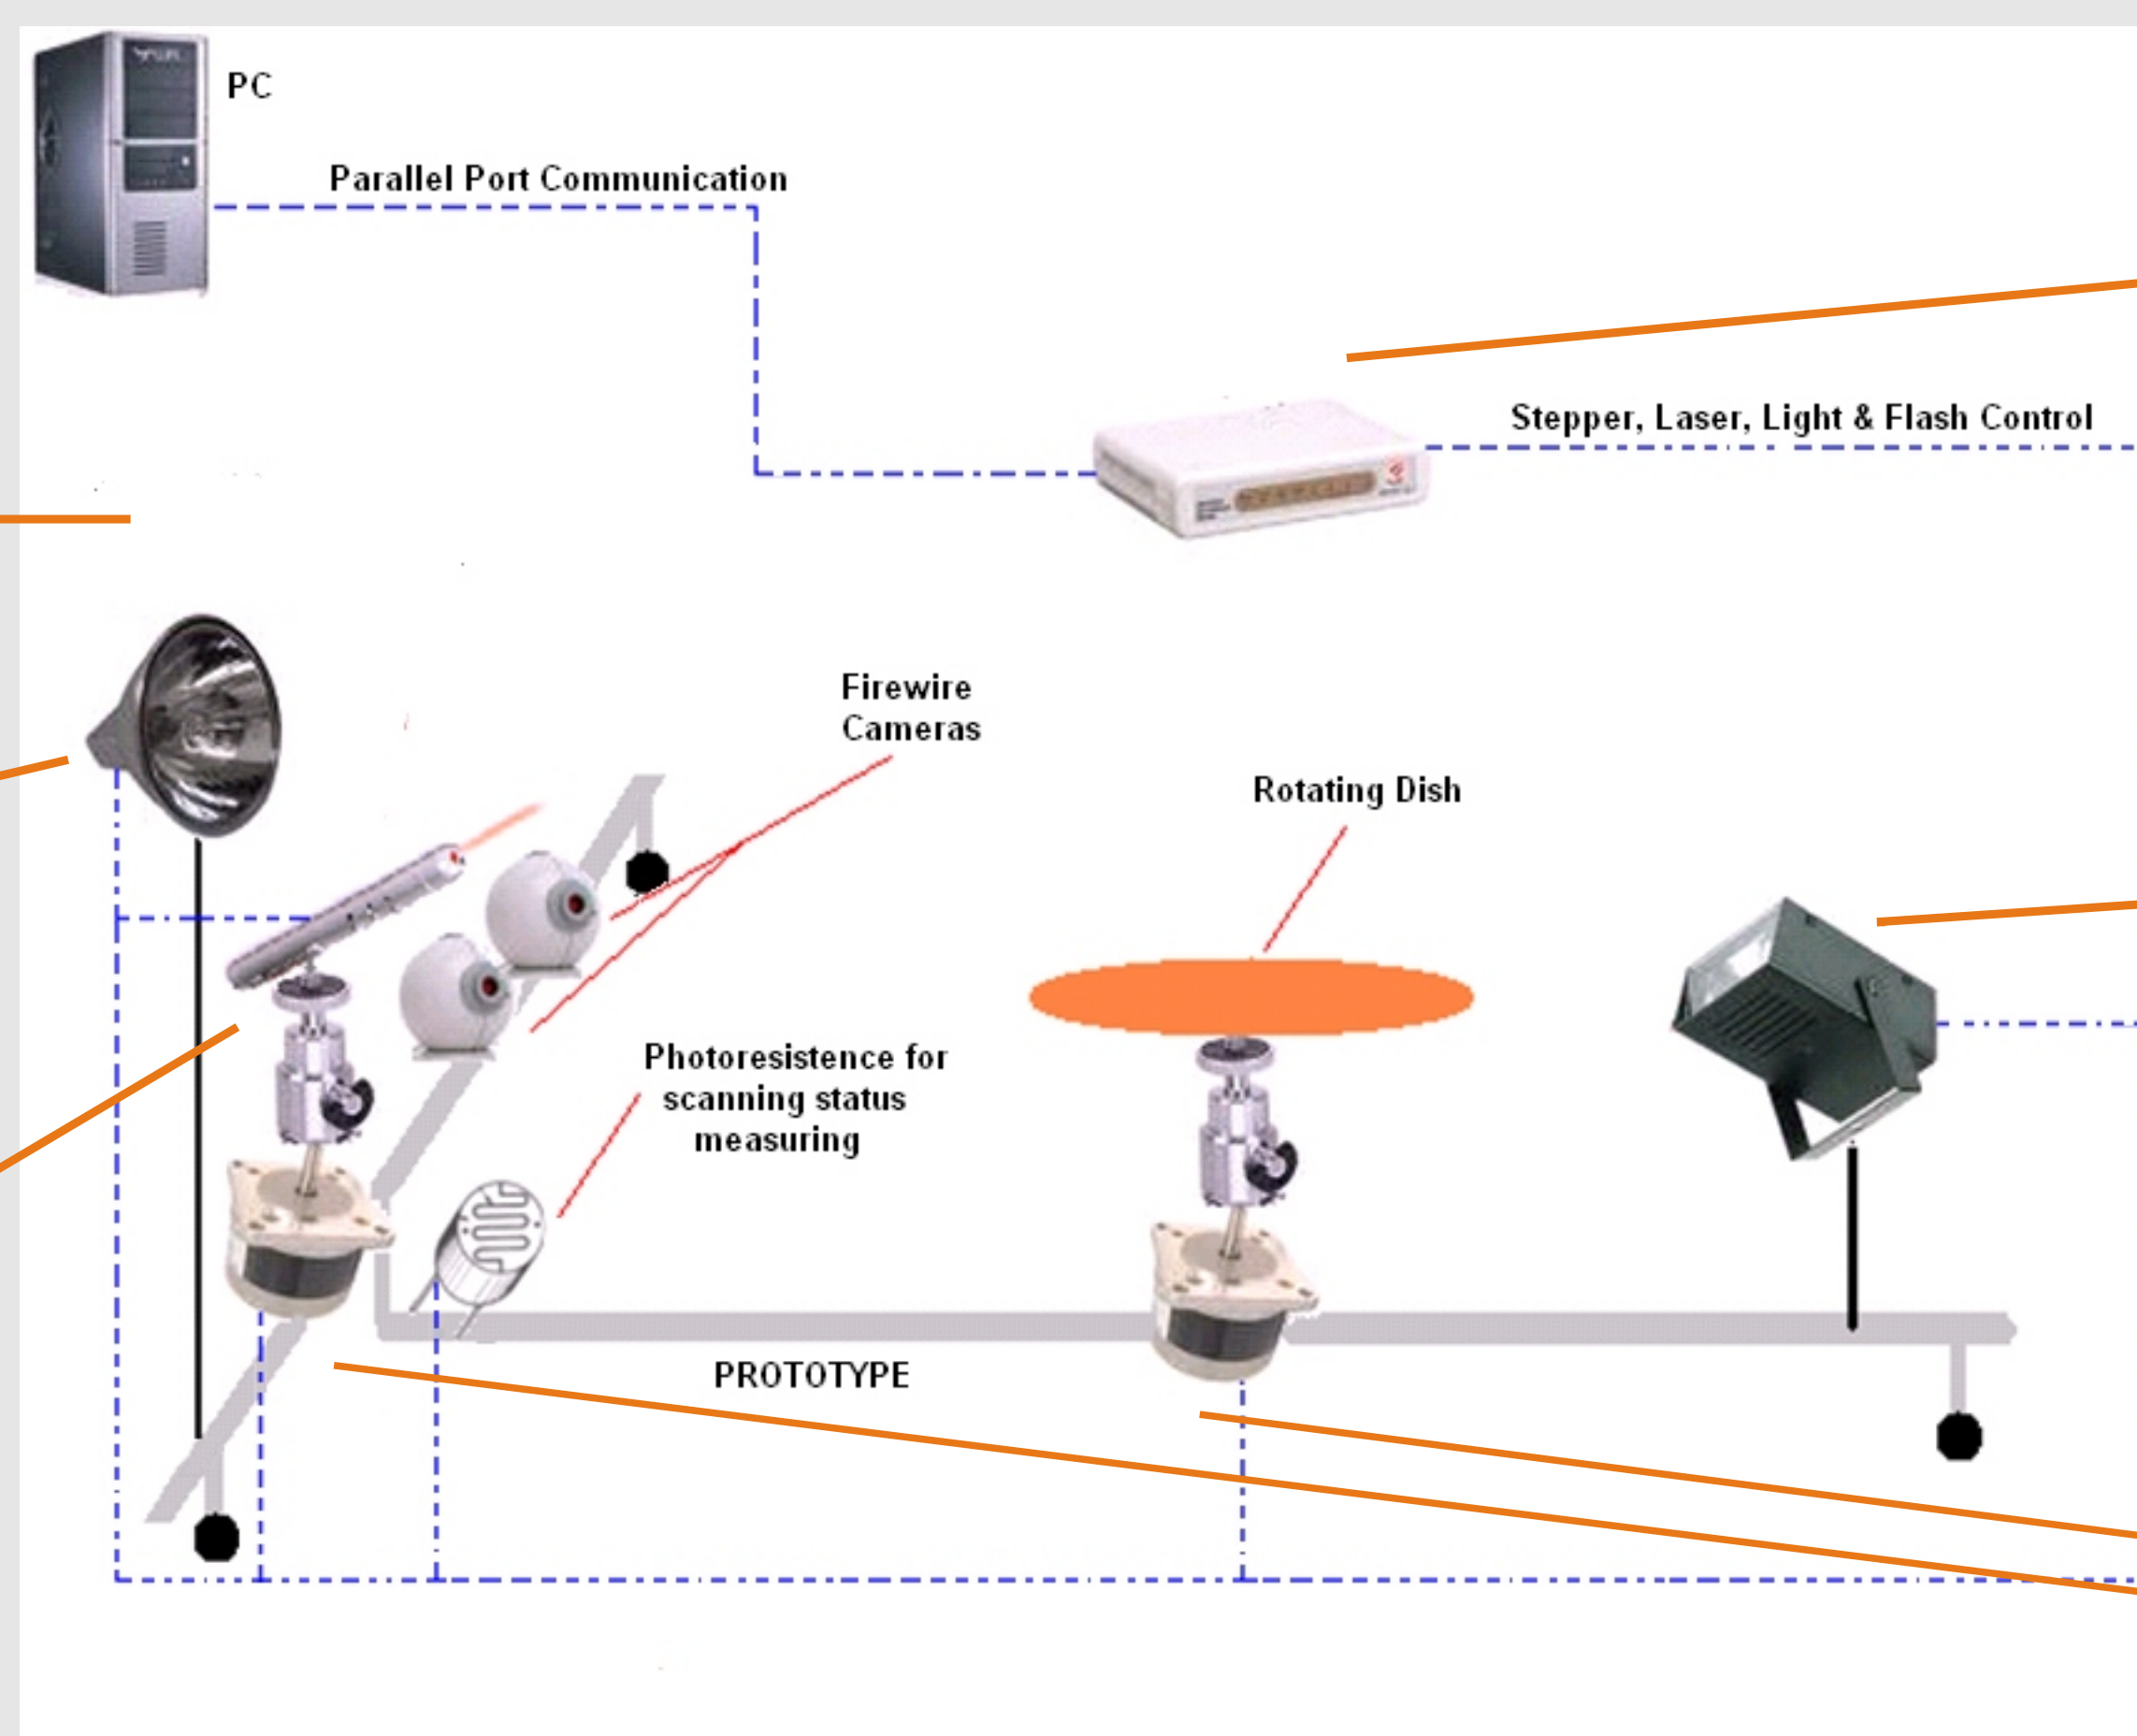 PC
Parallel Port Communication
Stepper, Laser, Light & Flash Control
Firewire
Cameras
Rotating Dish
Photoresistence for
scanning status
measuring
PROTOTYPE